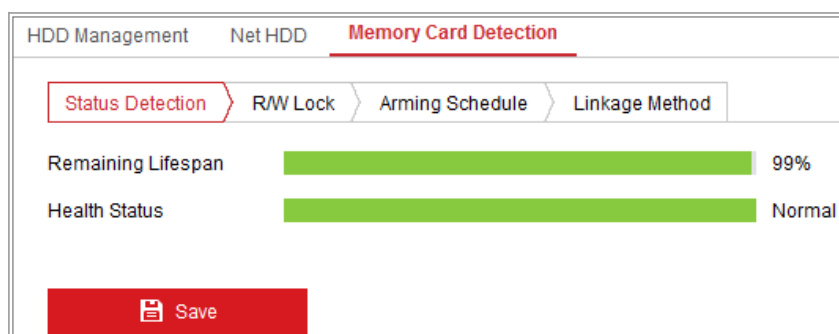 HDD Management Net HDD Memory Card Detection
Status Detection R/W Lock Arming Schedule Linkage Method
Remaining Lifespan 99%
Health Status Normal
Save